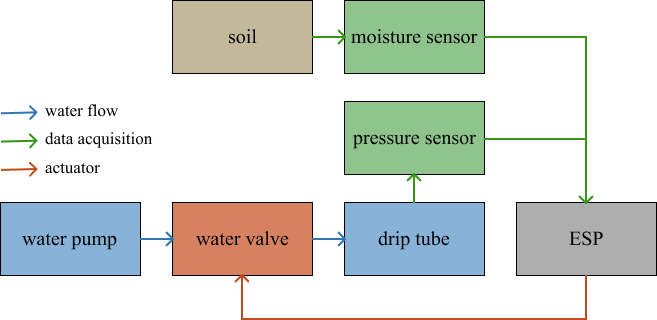 soil
moisture sensor
water flow
data acquisition
actuator
pressure sensor
water pump
water valve
drip tube
ESP